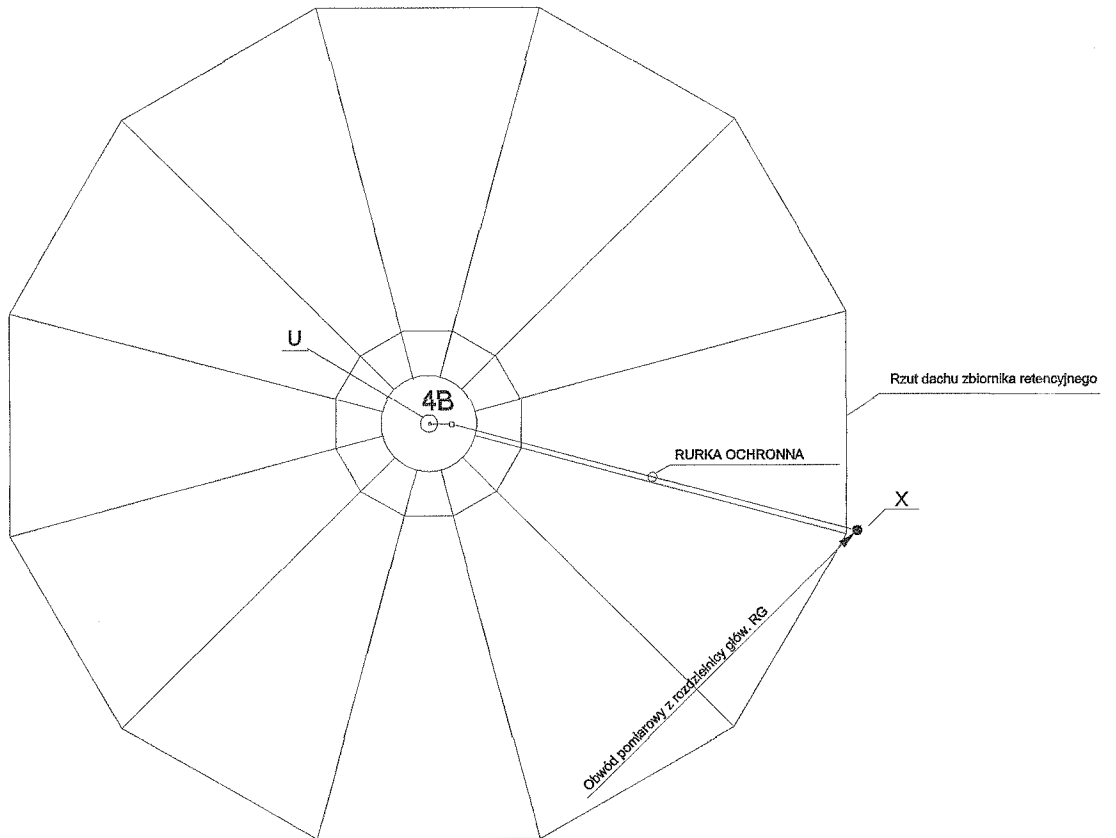 U
4B
Rzut dachu zbiornika retencyjnego
RURKA OCHRONNA
X
Obwód pomiarowy z rozdzielnicy głów. RG